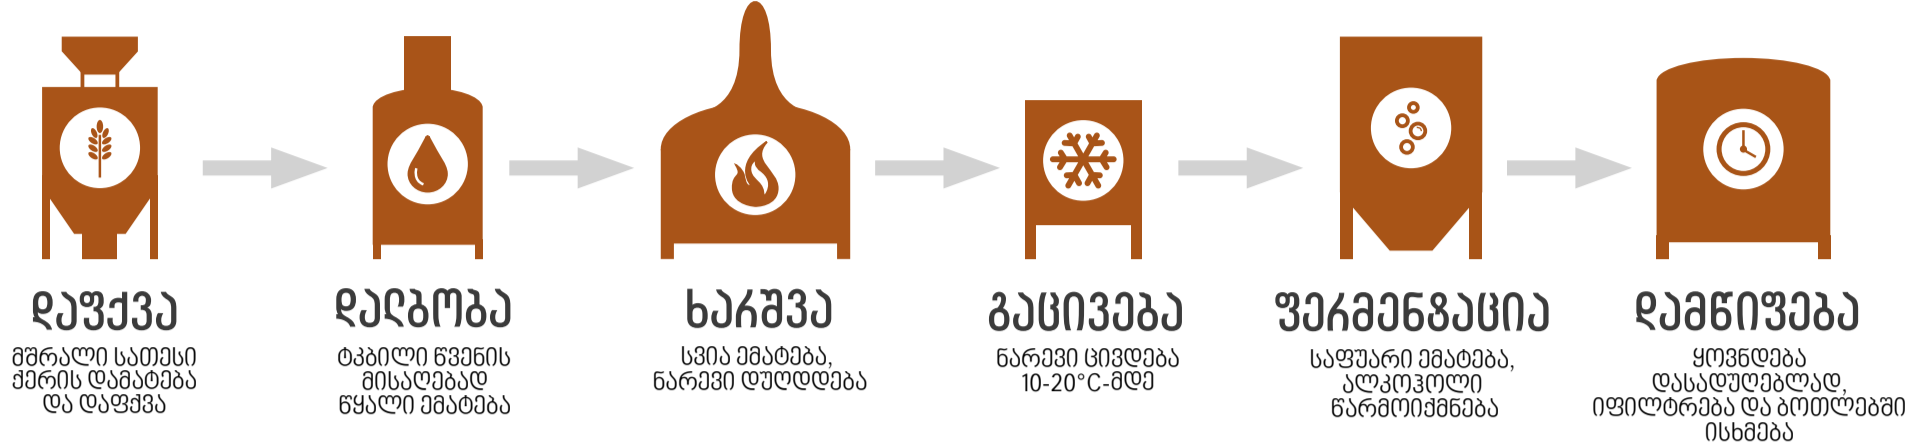 დაფქვა
მშრალი სათესი
ქერის დამატება
და დაფქვა
დალბობა
ტკბილი წვენის
მისაღებად
წყალი ემატება
ხარშვა
სვია ემატება,
ნარევი დუღდდება
გაცივება
ნარევი ცივდება
10-20°C-მდე
ფერმენტაცია
საფუარი ემატება,
ალკოჰოლი
წარმოიქმნება
დამწიფება
ყოვნდება
დასადუღებლად,
იფილტრება და ბოთლებში
ისხმება